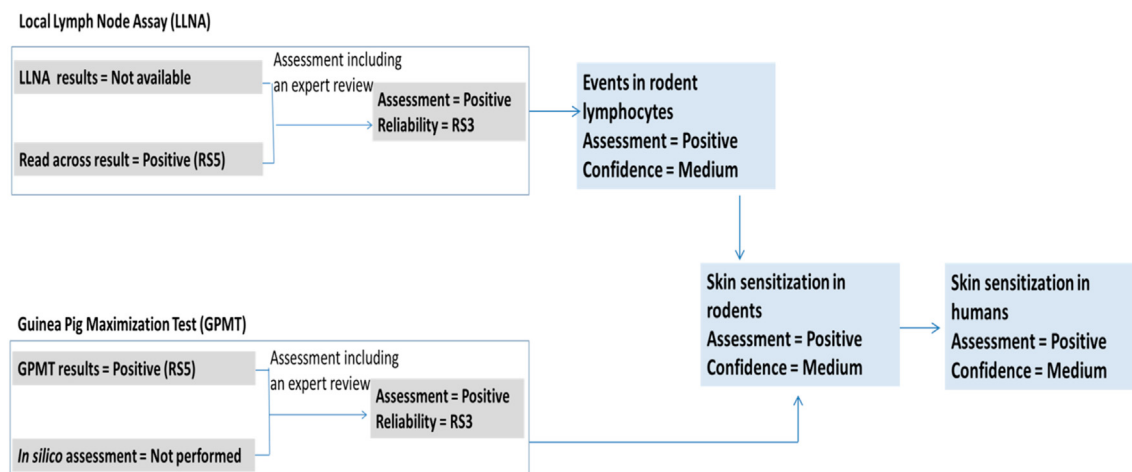 Local Lymph Node Assay (LLNA)
LLNA results = Not available
Assessment including
an expert review
Read across result = Positive (RS5)
Assessment = Positive
Reliability = RS3
Events in rodent
lymphocytes
Assessment = Positive
Confidence = Medium
Guinea Pig Maximization Test (GPMT)
GPMT results = Positive (RS5)
Assessment including
an expert review
In silico assessment = Not performed
Assessment = Positive
Reliability = RS3
Skin sensitization in
rodents
Assessment = Positive
Confidence = Medium
Skin sensitization in
humans
Assessment = Positive
Confidence = Medium